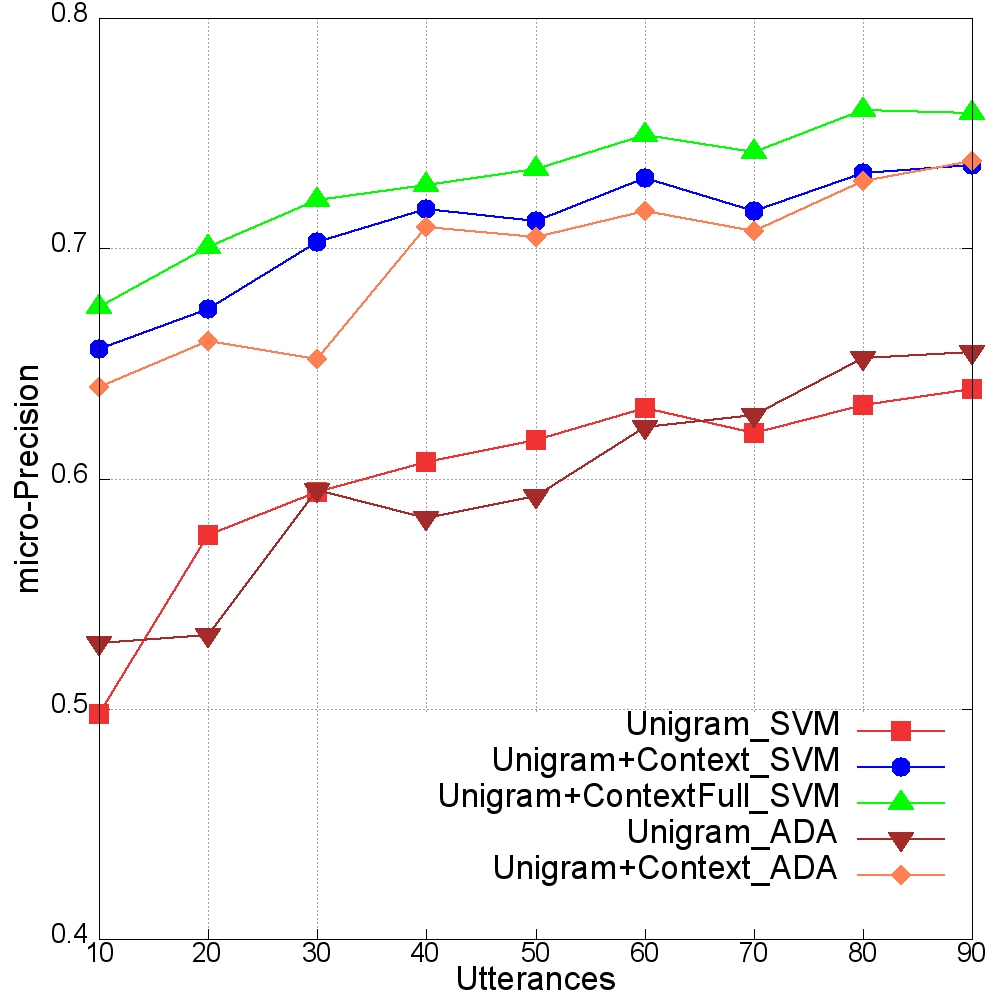 0.8
0.7
0.6
0.5
0.4
micro-Precision
Unigram_SVM
Unigram+Context_SVM
Unigram+ContextFull_SVM
Unigram_ADA
Unigram+Context_ADA
10 20 30 40 50 60 70 80 90
Utterances